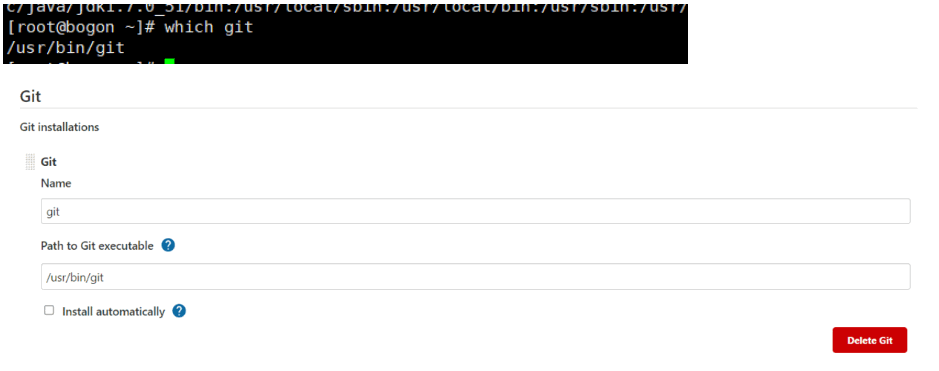 c/java/jdk1.7.0_51/bin:/usr/local/sbin:/usr/local/bin:/usr/sbin:/usr/
[root@bogon ~]# which git
/usr/bin/git
Git
Git installations
Git
Name
git
Path to Git executable ?
/usr/bin/git
Install automatically ?
Delete Git